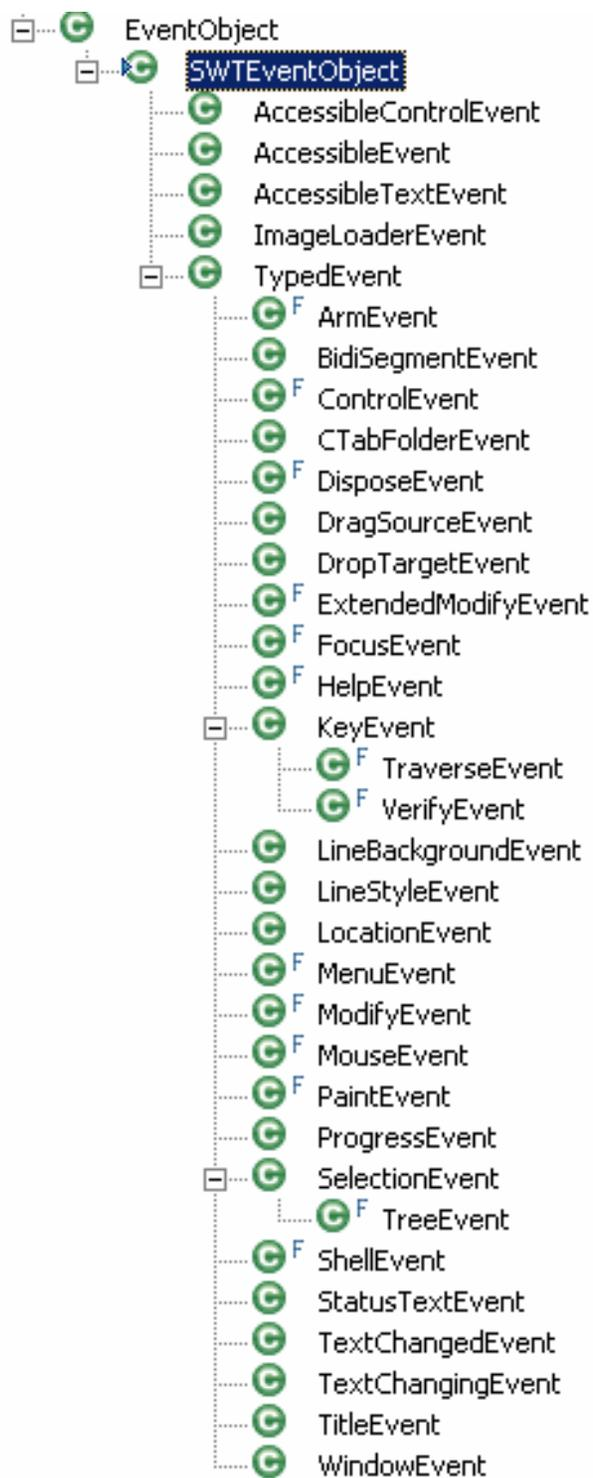 EventObject
SWTEventObject
AccessibleControlEvent
AccessibleEvent
AccessibleTextEvent
ImageLoaderEvent
TypedEvent
F ArmEvent
BidiSegmentEvent
F ControlEvent
CTabFolderEvent
F DisposeEvent
DragSourceEvent
DropTargetEvent
F ExtendedModifyEvent
F FocusEvent
F HelpEvent
KeyEvent
F TraverseEvent
F VerifyEvent
LineBackgroundEvent
LineStyleEvent
LocationEvent
F MenuEvent
F ModifyEvent
F MouseEvent
F PaintEvent
ProgressEvent
SelectionEvent
F TreeEvent
F ShellEvent
StatusTextEvent
TextChangedEvent
TextChangingEvent
TitleEvent
WindowEvent